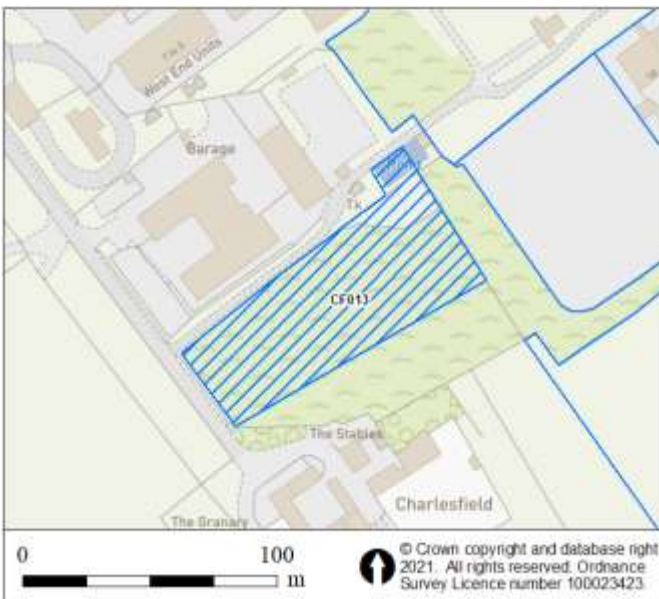 West End Units
Garage
Tk
CF013
The Stables
Charlesfield
The Granary
0 100
m
© Crown copyright and database right
2021. All rights reserved. Ordnance
Survey Licence number 100023423.